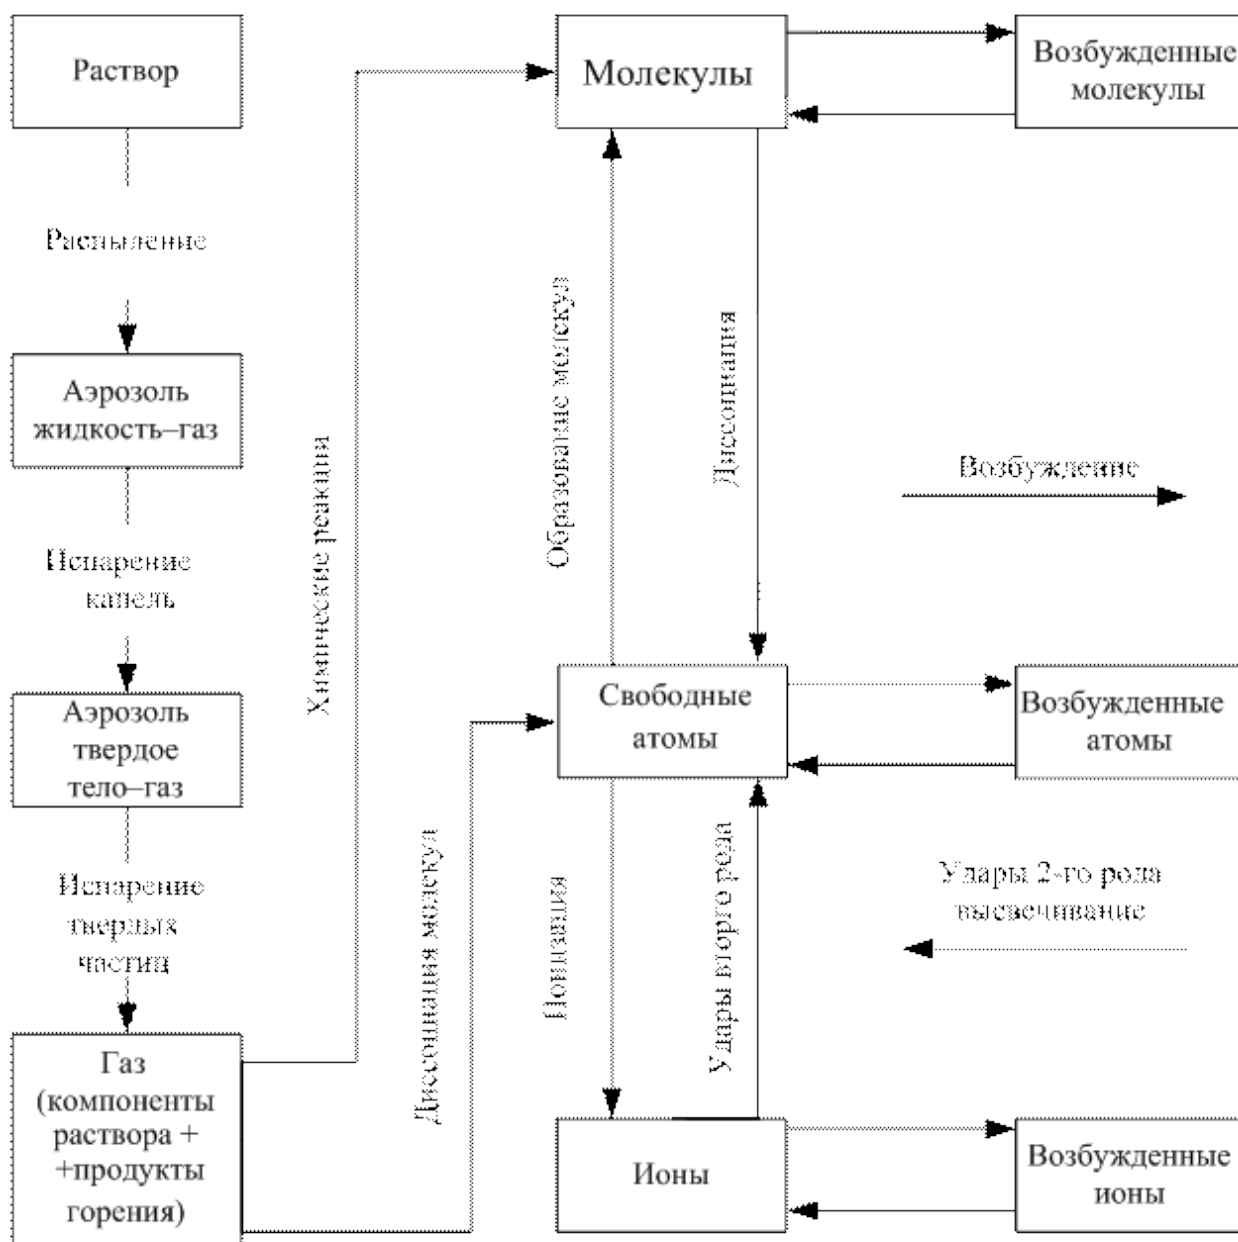 Раствор
Распыление
Аэрозоль
жидкость–газ
Испарение
капель
Аэрозоль
твердое
тело–газ
Испарение
твердых
частиц
Газ
(компоненты
раствора +
+продукты
горения)
Химические реакции
Диссоциация молекул
Молекулы
Возбужденные
молекулы
Образование молекул
Диссоциация
Возбуждение
Свободные
атомы
Возбужденные
атомы
Ионизация
Удары второго рода
Удары 2-го рода
высвечивание
Ионы
Возбужденные
ионы